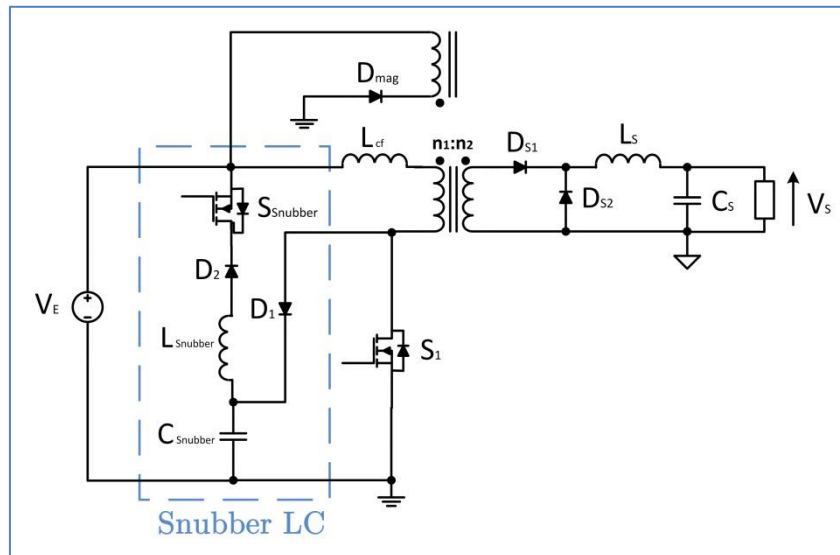 Dmag
Lcf
n1:n2
DS1
LS
SSnubber
DS2
CS
VS
D2
D1
VE
+
-
LSnubber
S1
CSnubber
Snubber LC